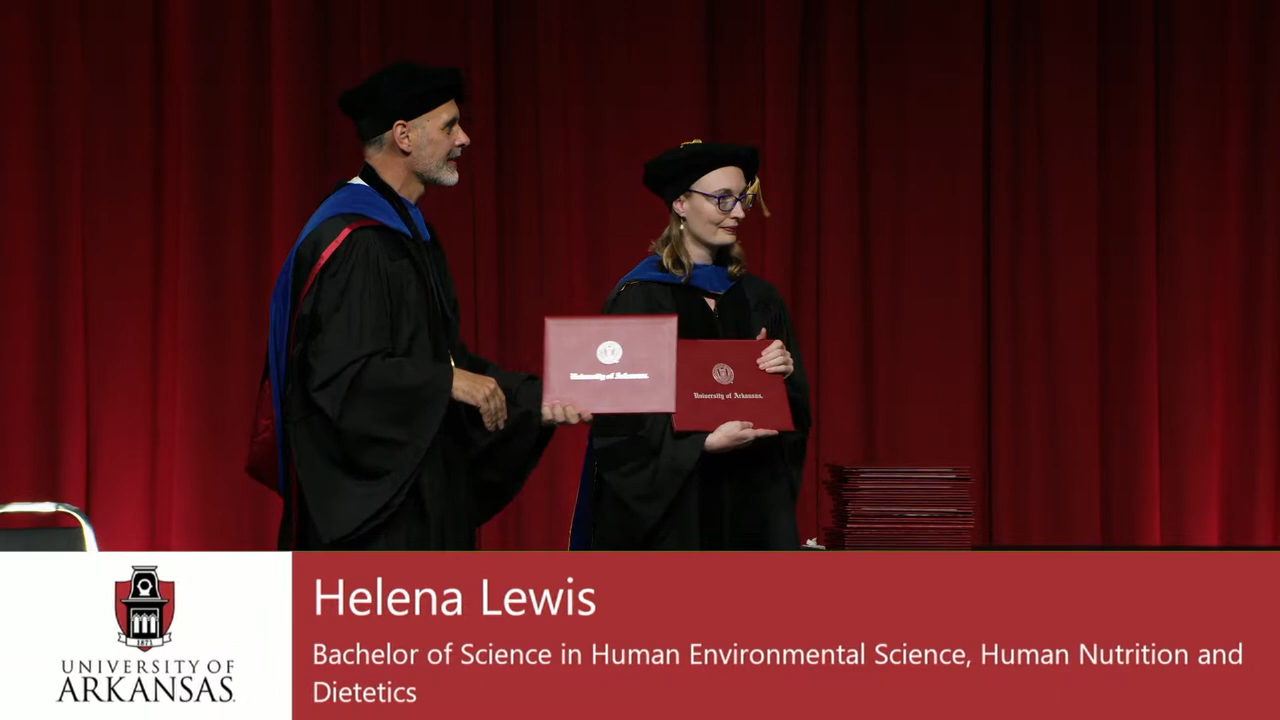 University of Arkansas.
University of Arkansas.
Helena Lewis
Bachelor of Science in Human Environmental Science, Human Nutrition and
Dietetics
1871
UNIVERSITY OF
ARKANSAS